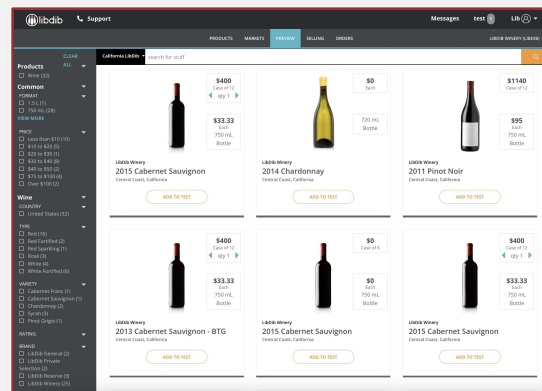 libdib
Support
Messages
test
Lib
PRODUCTS
MARKETS
PREVIEW
SELLING
ORDERS
LIBDIB WINERY (LIBDIB)
CLEAR ALL
Products
Wine (32)
Common
FORMAT
1.5 L (1)
750 mL (28)
VIEW MORE
PRICE
Less than $10 (10)
$10 to $20 (5)
$20 to $30 (1)
$30 to $40 (8)
$45 to $50 (2)
$75 to $100 (4)
Over $100 (2)
Wine
COUNTRY
United States (32)
TYPE
Red (16)
Red Fortified (2)
Red Sparkling (1)
Rosé (3)
White (4)
White Fortified (6)
VARIETY
Cabernet Franc (1)
Cabernet Sauvignon (1)
Chardonnay (2)
Syrah (3)
Pinot Grigio (1)
RATING
BRAND
LibDib General (2)
LibDib Private
Selection (2)
LibDib Reserve (3)
LibDib Winery (25)
California LibDib
search for stuff
$400
Case of 12
qty 1
$33.33
Each
750 mL
Bottle
LibDib Winery
2015 Cabernet Sauvignon
Central Coast, California
ADD TO TEST
$0
Each
720 mL
Bottle
LibDib Winery
2014 Chardonnay
Central Coast, California
ADD TO TEST
$1140
Case of 12
$95
Each
750 mL
Bottle
LibDib Winery
2011 Pinot Noir
Central Coast, California
ADD TO TEST
$400
Case of 12
qty 1
$33.33
Each
750 mL
Bottle
LibDib Winery
2013 Cabernet Sauvignon - BTG
Central Coast, California
ADD TO TEST
$0
Case of 6
$0
Each
750 mL
Bottle
LibDib Winery
2015 Cabernet Sauvignon
Central Coast, California
ADD TO TEST
$400
Case of 12
qty 1
$33.33
Each
750 mL
Bottle
LibDib Winery
2015 Cabernet Sauvignon
Central Coast, California
ADD TO TEST